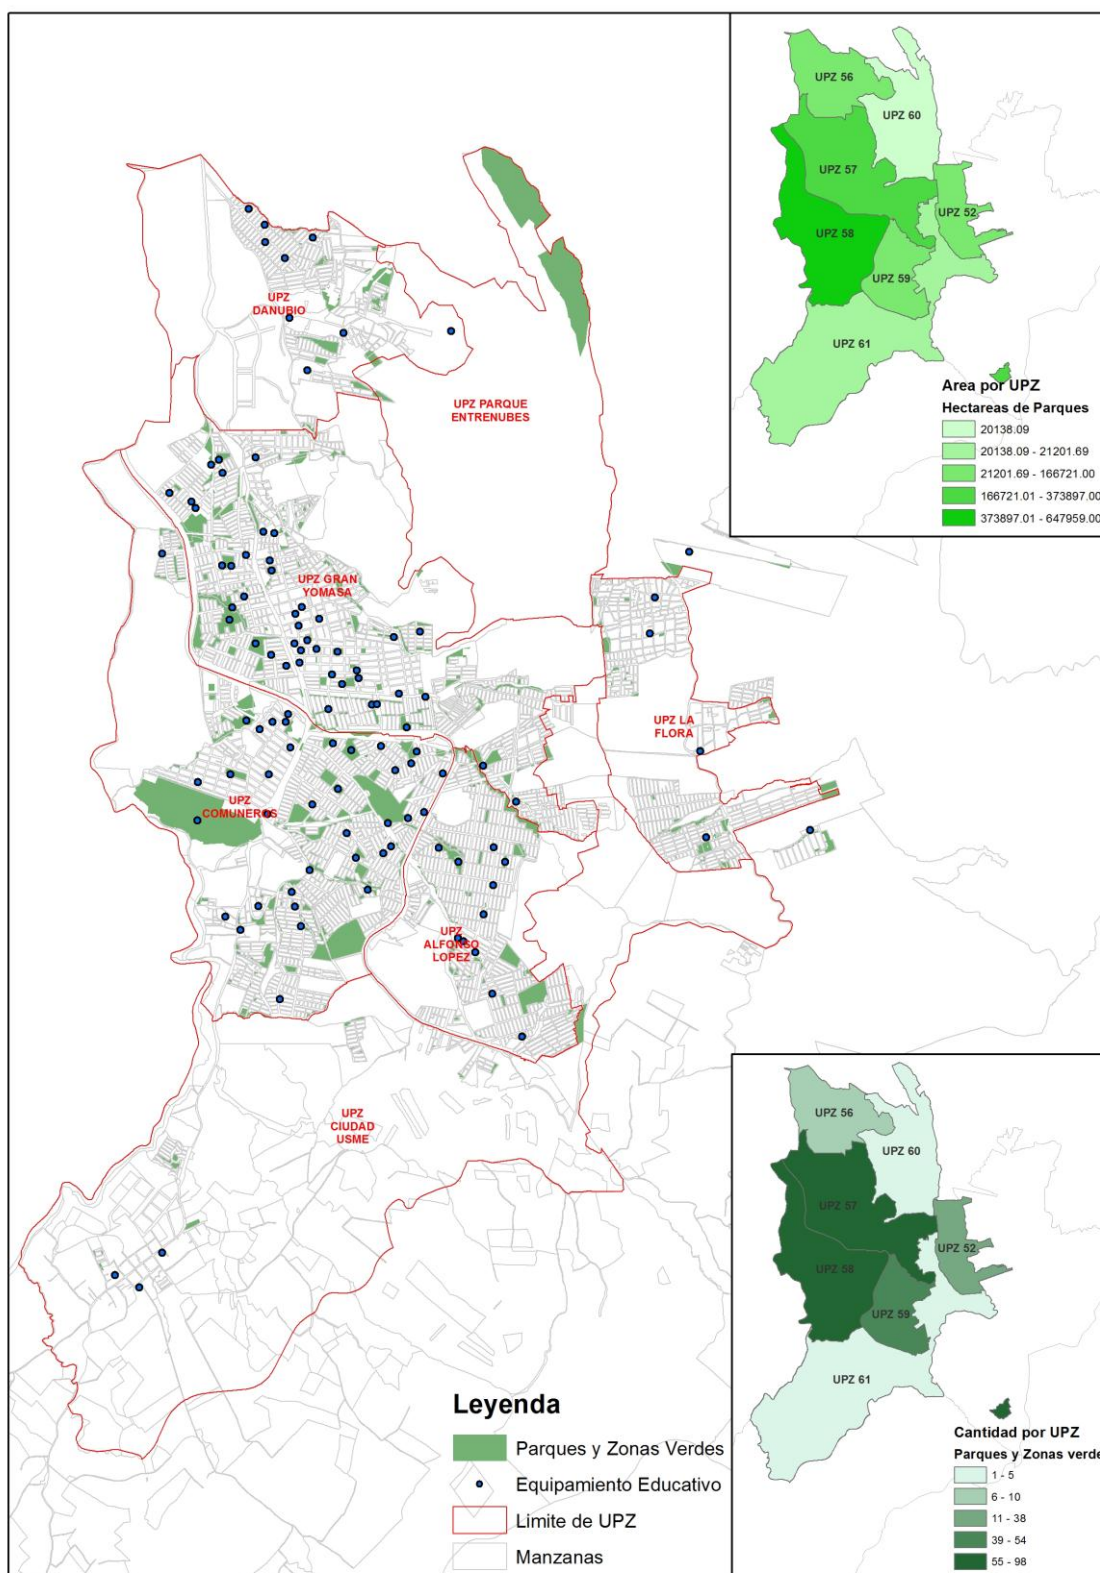 UPZ 56
UPZ 60
UPZ 57
UPZ 52
UPZ 58
UPZ 59
UPZ 61
Area por UPZ
Hectareas de Parques
20138.09
20138.09 - 21201.69
21201.69 - 166721.00
166721.01 - 373897.00
373897.01 - 647959.00
UPZ
DANUBIO
UPZ PARQUE
ENTRENUBES
UPZ GRAN
YOMASA
UPZ LA
FLORA
UPZ
COMUNEROS
UPZ
ALFONSO
LOPEZ
UPZ
CIUDAD
USME
UPZ 56
UPZ 60
UPZ 57
UPZ 52
UPZ 58
UPZ 59
UPZ 61
Cantidad por UPZ
Parques y Zonas verde
1 - 5
6 - 10
11 - 38
39 - 54
55 - 98
Leyenda
Parques y Zonas Verdes
Equipamiento Educativo
Limite de UPZ
Manzanas